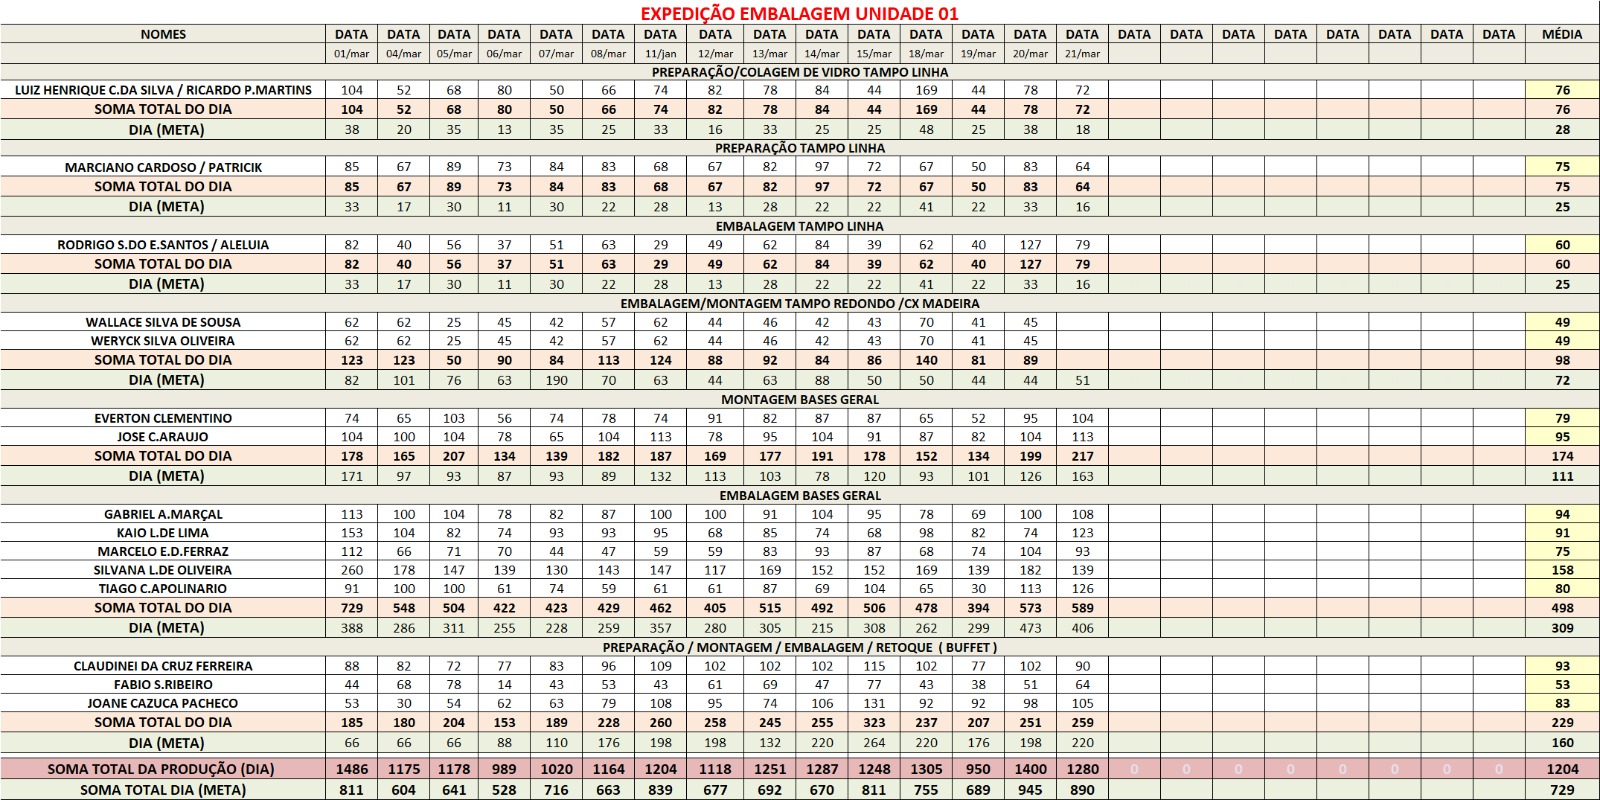 EXPEDIÇÃO EMBALAGEM UNIDADE 01
NOMES DATA DATA DATA DATA DATA DATA DATA DATA DATA DATA DATA DATA DATA DATA DATA DATA DATA DATA DATA DATA DATA DATA DATA MÉDIA
01/mar 04/mar 05/mar 06/mar 07/mar 08/mar 11/jan 12/mar 13/mar 14/mar 15/mar 18/mar 19/mar 20/mar 21/mar
PREPARAÇÃO/COLAGEM DE VIDRO TAMPO LINHA
LUIZ HENRIQUE C.DA SILVA / RICARDO P.MARTINS 104 52 68 80 50 66 74 82 78 84 44 169 44 78 72 76
SOMA TOTAL DO DIA 104 52 68 80 50 66 74 82 78 84 44 169 44 78 72 76
DIA (META) 38 20 35 13 35 25 33 16 33 25 25 48 25 38 18 28
PREPARAÇÃO TAMPO LINHA
MARCIANO CARDOSO / PATRICIK 85 67 89 73 84 83 68 67 82 97 72 67 50 83 64 75
SOMA TOTAL DO DIA 85 67 89 73 84 83 68 67 82 97 72 67 50 83 64 75
DIA (META) 33 17 30 11 30 22 28 13 28 22 22 41 22 33 16 25
EMBALAGEM TAMPO LINHA
RODRIGO S.DO E.SANTOS / ALELUIA 82 40 56 37 51 63 29 49 62 84 39 62 40 127 79 60
SOMA TOTAL DO DIA 82 40 56 37 51 63 29 49 62 84 39 62 40 127 79 60
DIA (META) 33 17 30 11 30 22 28 13 28 22 22 41 22 33 16 25
EMBALAGEM/MONTAGEM TAMPO REDONDO /CX MADEIRA
WALLACE SILVA DE SOUSA 62 62 25 45 42 57 62 44 46 42 43 70 41 45 49
WERYCK SILVA OLIVEIRA 62 62 25 45 42 57 62 44 46 42 43 70 41 45 49
SOMA TOTAL DO DIA 123 123 50 90 84 113 124 88 92 84 86 140 81 89 98
DIA (META) 82 101 76 63 190 70 63 44 63 88 50 50 44 44 51 72
MONTAGEM BASES GERAL
EVERTON CLEMENTINO 74 65 103 56 74 78 74 91 82 87 87 65 52 95 104 79
JOSE C.ARAUJO 104 100 104 78 65 104 113 78 95 104 91 87 82 104 113 95
SOMA TOTAL DO DIA 178 165 207 134 139 182 187 169 177 191 178 152 134 199 217 174
DIA (META) 171 97 93 87 93 89 132 113 103 78 120 93 101 126 163 111
EMBALAGEM BASES GERAL
GABRIEL A.MARÇAL 113 100 104 78 82 87 100 100 91 104 95 78 69 100 108 94
KAIO L.DE LIMA 153 104 82 74 93 93 95 68 85 74 68 98 82 74 123 91
MARCELO E.D.FERRAZ 112 66 71 70 44 47 59 59 83 93 87 68 74 104 93 75
SILVANA L.DE OLIVEIRA 260 178 147 139 130 143 147 117 169 152 152 169 139 182 139 158
TIAGO C.APOLINARIO 91 100 100 61 74 59 61 61 87 69 104 65 30 113 126 80
SOMA TOTAL DO DIA 729 548 504 422 423 429 462 405 515 492 506 478 394 573 589 498
DIA (META) 388 286 311 255 228 259 357 280 305 215 308 262 299 473 406 309
PREPARAÇÃO / MONTAGEM / EMBALAGEM / RETOQUE ( BUFFET )
CLAUDINEI DA CRUZ FERREIRA 88 82 72 77 83 96 109 102 102 102 115 102 77 102 90 93
FABIO S.RIBEIRO 44 68 78 14 43 53 43 61 69 47 77 43 38 51 64 53
JOANE CAZUCA PACHECO 53 30 54 62 63 79 108 95 74 106 131 92 92 98 105 83
SOMA TOTAL DO DIA 185 180 204 153 189 228 260 258 245 255 323 237 207 251 259 229
DIA (META) 66 66 66 88 110 176 198 198 132 220 264 220 176 198 220 160
SOMA TOTAL DA PRODUÇÃO (DIA) 1486 1175 1178 989 1020 1164 1204 1118 1251 1287 1248 1305 950 1400 1280 0 0 0 0 0 0 0 0 1204
SOMA TOTAL DIA (META) 811 604 641 528 716 663 839 677 692 670 811 755 689 945 890 729